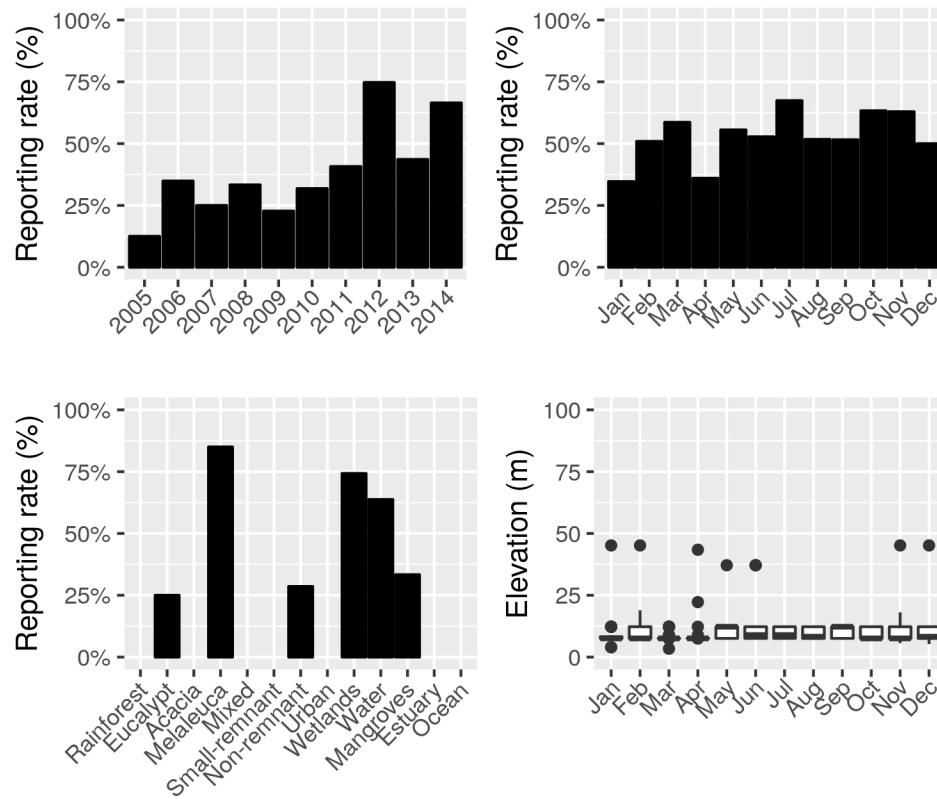 Reporting rate (%)
100%
75%
50%
25%
0%
2005 2006 2007 2008 2009 2010 2011 2012 2013 2014
Reporting rate (%)
100%
75%
50%
25%
0%
Jan Feb Mar Apr May Jun Jul Aug Sep Oct Nov Dec
Reporting rate (%)
100%
75%
50%
25%
0%
Rainforest Eucalypt Acacia Melaleuca Mixed Small-remnant Non-remnant Urban Wetlands Water Mangroves Estuary Ocean
Elevation (m)
100
75
50
25
0
Jan Feb Mar Apr May Jun Jul Aug Sep Oct Nov Dec